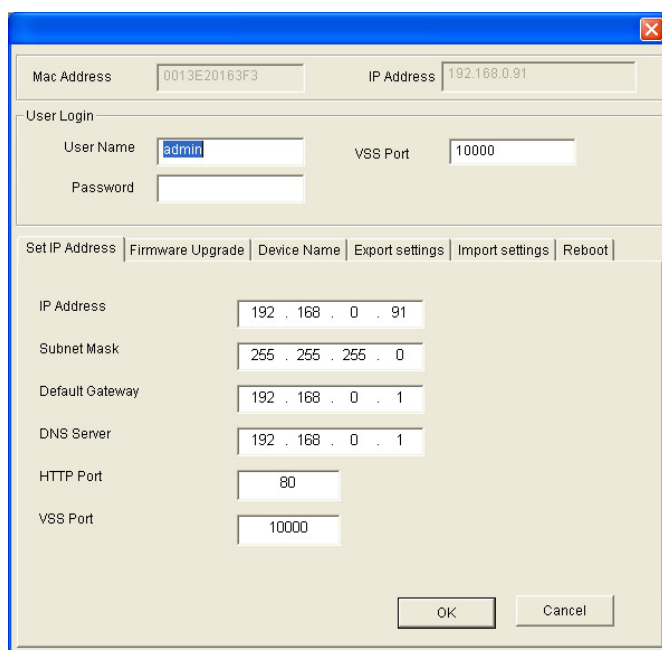 Mac Address 0013E20163F3 IP Address 192.168.0.91
User Login
User Name admin VSS Port 10000
Password
Set IP Address Firmware Upgrade Device Name Export settings Import settings Reboot
IP Address 192 . 168 . 0 . 91
Subnet Mask 255 . 255 . 255 . 0
Default Gateway 192 . 168 . 0 . 1
DNS Server 192 . 168 . 0 . 1
HTTP Port 80
VSS Port 10000
OK Cancel